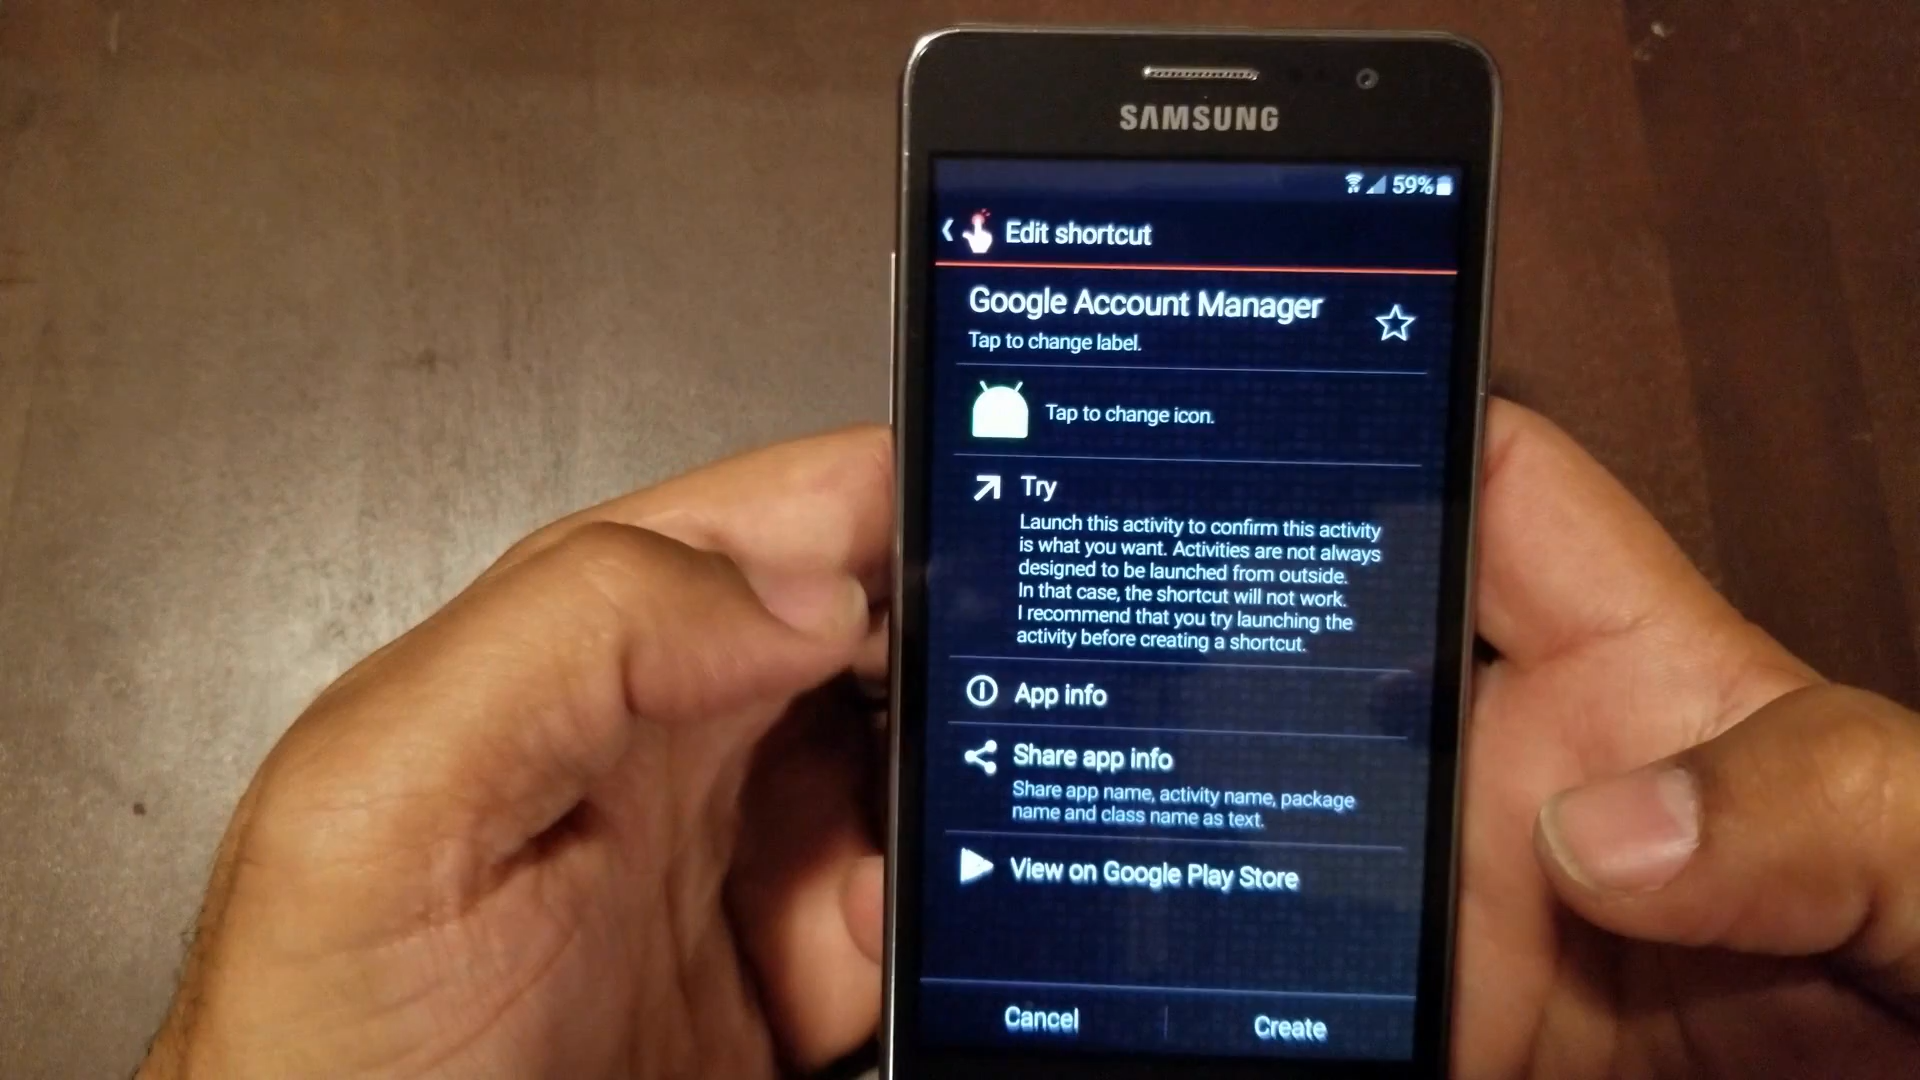 SAMSUNG
59%
Edit shortcut
Google Account Manager
Tap to change label.
Tap to change icon.
Try
Launch this activity to confirm this activity
is what you want. Activities are not always
designed to be launched from outside.
In that case, the shortcut will not work.
I recommend that you try launching the
activity before creating a shortcut.
App info
Share app info
Share app name, activity name, package
name and class name as text.
View on Google Play Store
Cancel
Create